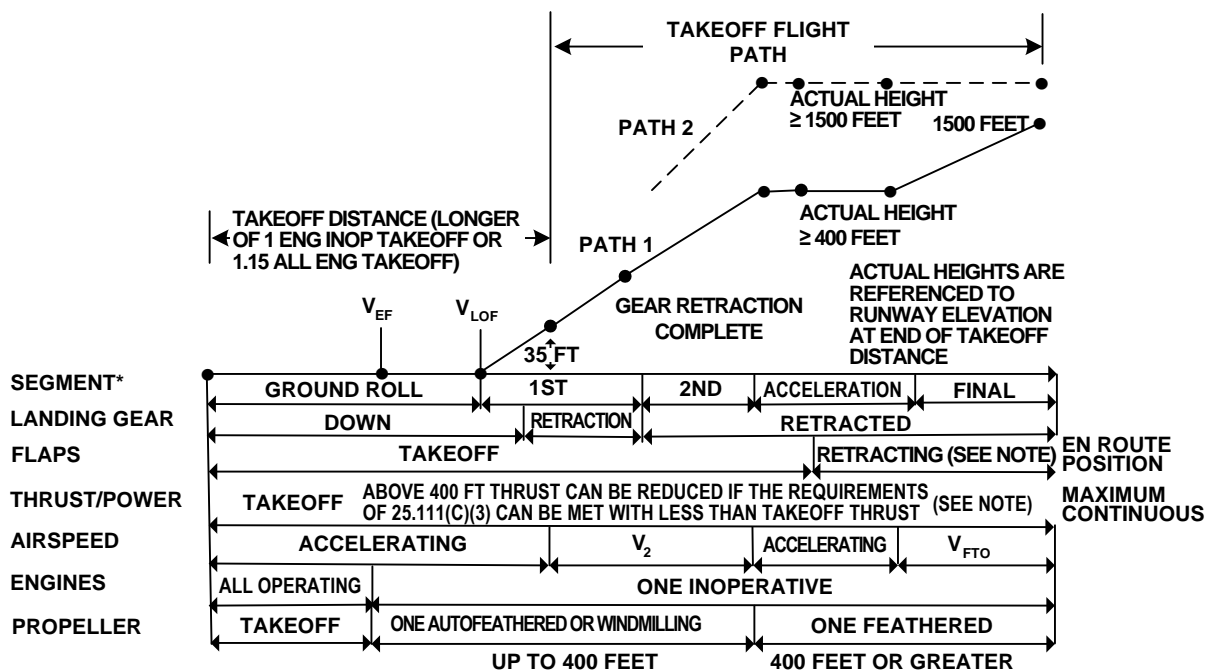 TAKEOFF FLIGHT
PATH
ACTUAL HEIGHT
≥ 1500 FEET
1500 FEET
PATH 2
TAKEOFF DISTANCE (LONGER
OF 1 ENG INOP TAKEOFF OR
1.15 ALL ENG TAKEOFF)
PATH 1
ACTUAL HEIGHT
≥ 400 FEET
GEAR RETRACTION
COMPLETE
ACTUAL HEIGHTS ARE
REFERENCED TO
RUNWAY ELEVATION
AT END OF TAKEOFF
DISTANCE
VEF
VLOF
35 FT
SEGMENT*
GROUND ROLL
1ST
2ND
ACCELERATION
FINAL
LANDING GEAR
DOWN
RETRACTION
RETRACTED
FLAPS
TAKEOFF
RETRACTING (SEE NOTE)
EN ROUTE
POSITION
THRUST/POWER
TAKEOFF
ABOVE 400 FT THRUST CAN BE REDUCED IF THE REQUIREMENTS
OF 25.111(C)(3) CAN BE MET WITH LESS THAN TAKEOFF THRUST
(SEE NOTE)
MAXIMUM
CONTINUOUS
AIRSPEED
ACCELERATING
V2
ACCELERATING
VFTO
ENGINES
ALL OPERATING
ONE INOPERATIVE
PROPELLER
TAKEOFF
ONE AUTOFEATHERED OR WINDMILLING
ONE FEATHERED
UP TO 400 FEET
400 FEET OR GREATER